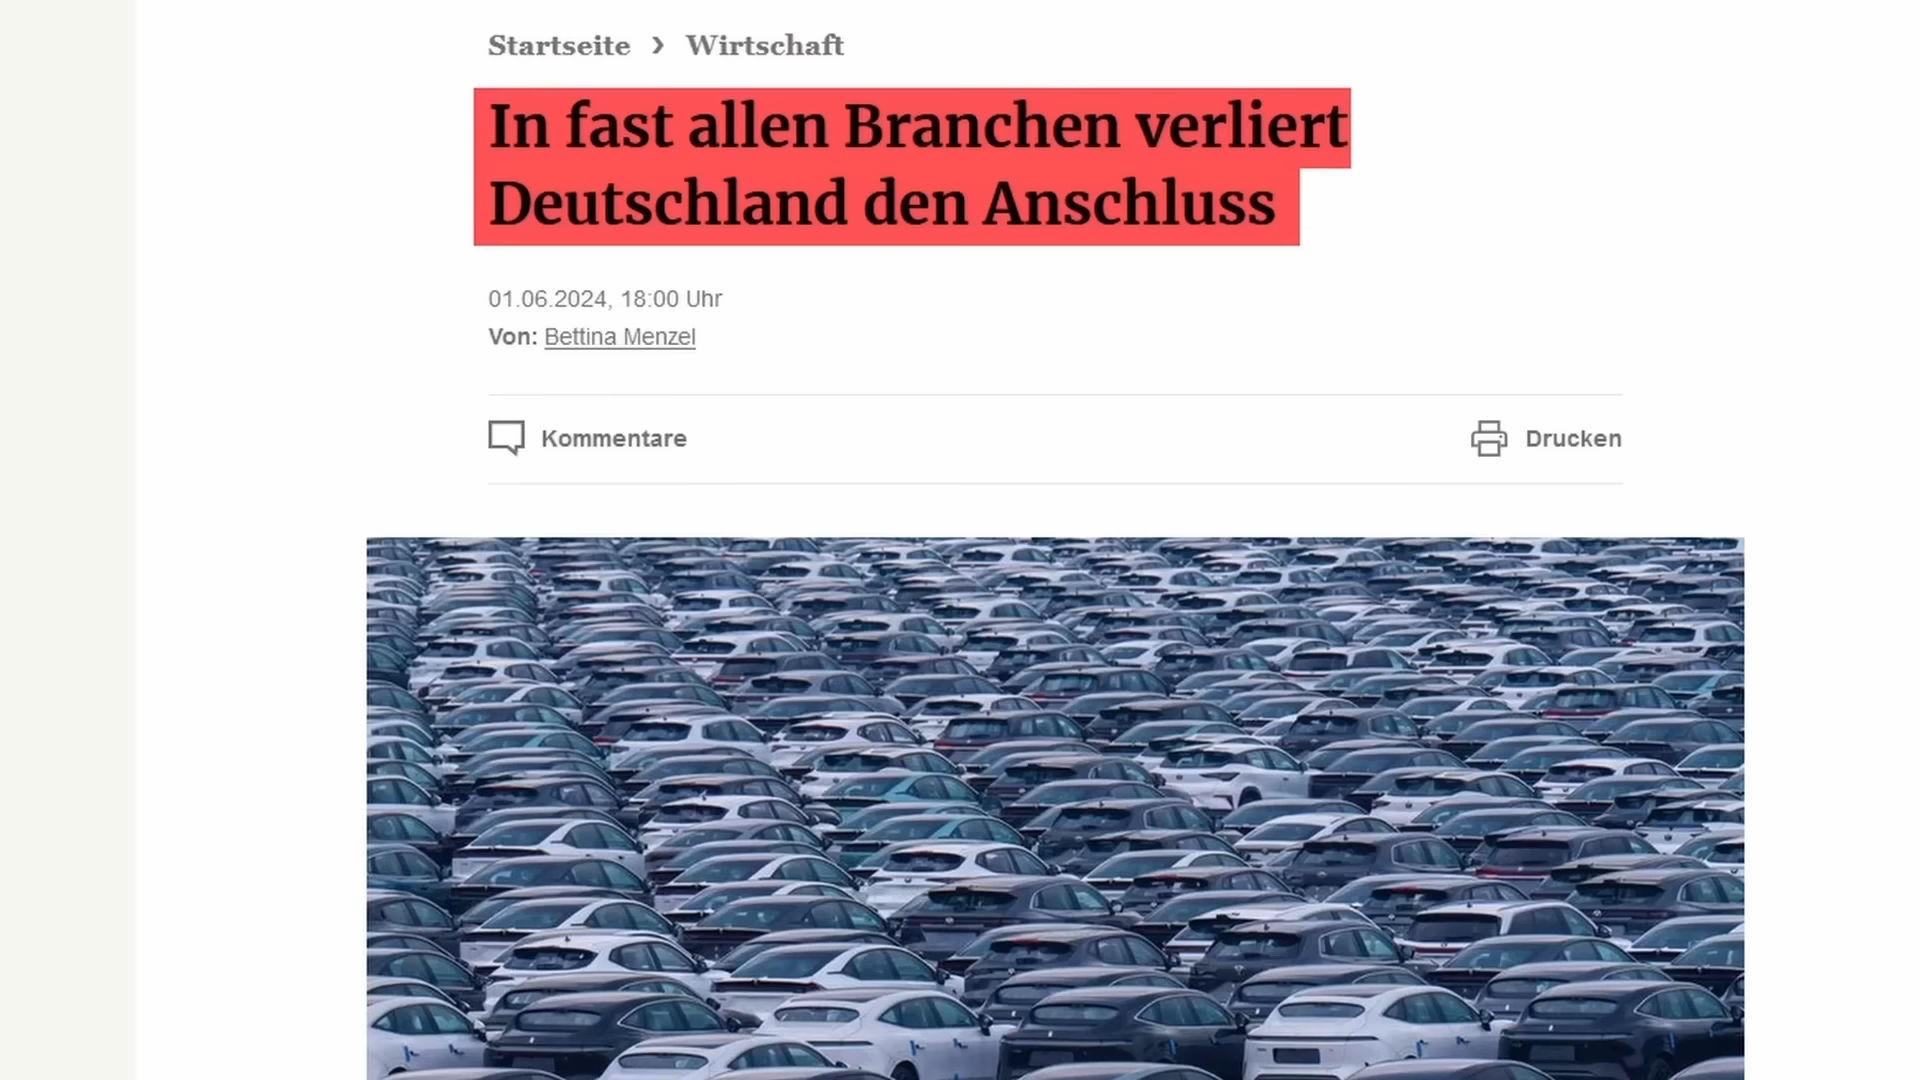 Startseite › Wirtschaft
In fast allen Branchen verliert
Deutschland den Anschluss
01.06.2024, 18:00 Uhr
Von: Bettina Menzel
Kommentare
Drucken